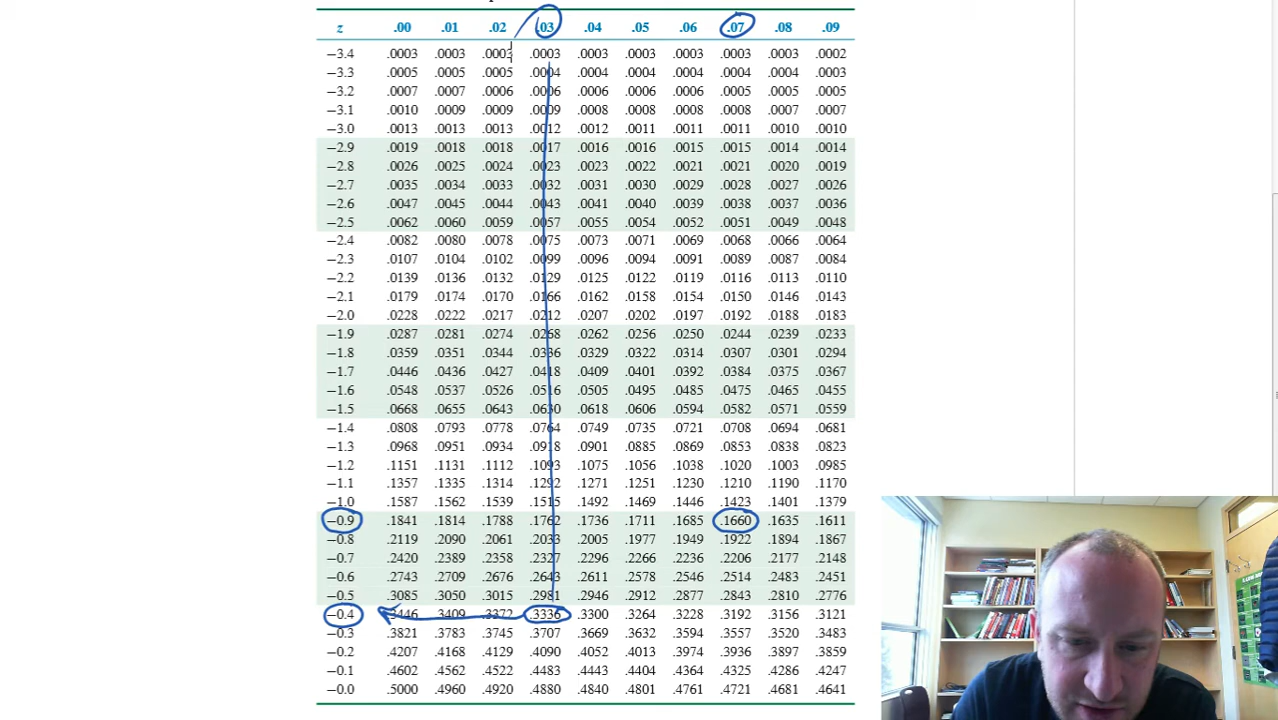 z .00 .01 .02 .03 .04 .05 .06 .07 .08 .09
−3.4 .0003 .0003 .0003 .0003 .0003 .0003 .0003 .0003 .0003 .0002
−3.3 .0005 .0005 .0005 .0004 .0004 .0004 .0004 .0004 .0004 .0003
−3.2 .0007 .0007 .0006 .0006 .0006 .0006 .0006 .0005 .0005 .0005
−3.1 .0010 .0009 .0009 .0009 .0008 .0008 .0008 .0008 .0007 .0007
−3.0 .0013 .0013 .0013 .0012 .0012 .0011 .0011 .0011 .0010 .0010
−2.9 .0019 .0018 .0018 .0017 .0016 .0016 .0015 .0015 .0014 .0014
−2.8 .0026 .0025 .0024 .0023 .0023 .0022 .0021 .0021 .0020 .0019
−2.7 .0035 .0034 .0033 .0032 .0031 .0030 .0029 .0028 .0027 .0026
−2.6 .0047 .0045 .0044 .0043 .0041 .0040 .0039 .0038 .0037 .0036
−2.5 .0062 .0060 .0059 .0057 .0055 .0054 .0052 .0051 .0049 .0048
−2.4 .0082 .0080 .0078 .0075 .0073 .0071 .0069 .0068 .0066 .0064
−2.3 .0107 .0104 .0102 .0099 .0096 .0094 .0091 .0089 .0087 .0084
−2.2 .0139 .0136 .0132 .0129 .0125 .0122 .0119 .0116 .0113 .0110
−2.1 .0179 .0174 .0170 .0166 .0162 .0158 .0154 .0150 .0146 .0143
−2.0 .0228 .0222 .0217 .0212 .0207 .0202 .0197 .0192 .0188 .0183
−1.9 .0287 .0281 .0274 .0268 .0262 .0256 .0250 .0244 .0239 .0233
−1.8 .0359 .0351 .0344 .0336 .0329 .0322 .0314 .0307 .0301 .0294
−1.7 .0446 .0436 .0427 .0418 .0409 .0401 .0392 .0384 .0375 .0367
−1.6 .0548 .0537 .0526 .0516 .0505 .0495 .0485 .0475 .0465 .0455
−1.5 .0668 .0655 .0643 .0630 .0618 .0606 .0594 .0582 .0571 .0559
−1.4 .0808 .0793 .0778 .0764 .0749 .0735 .0721 .0708 .0694 .0681
−1.3 .0968 .0951 .0934 .0918 .0901 .0885 .0869 .0853 .0838 .0823
−1.2 .1151 .1131 .1112 .1093 .1075 .1056 .1038 .1020 .1003 .0985
−1.1 .1357 .1335 .1314 .1292 .1271 .1251 .1230 .1210 .1190 .1170
−1.0 .1587 .1562 .1539 .1515 .1492 .1469 .1446 .1423 .1401 .1379
−0.9 .1841 .1814 .1788 .1762 .1736 .1711 .1685 .1660 .1635 .1611
−0.8 .2119 .2090 .2061 .2033 .2005 .1977 .1949 .1922 .1894 .1867
−0.7 .2420 .2389 .2358 .2327 .2296 .2266 .2236 .2206 .2177 .2148
−0.6 .2743 .2709 .2676 .2643 .2611 .2578 .2546 .2514 .2483 .2451
−0.5 .3085 .3050 .3015 .2981 .2946 .2912 .2877 .2843 .2810 .2776
−0.4 .3446 .3409 .3372 .3336 .3300 .3264 .3228 .3192 .3156 .3121
−0.3 .3821 .3783 .3745 .3707 .3669 .3632 .3594 .3557 .3520 .3483
−0.2 .4207 .4168 .4129 .4090 .4052 .4013 .3974 .3936 .3897 .3859
−0.1 .4602 .4562 .4522 .4483 .4443 .4404 .4364 .4325 .4286 .4247
−0.0 .5000 .4960 .4920 .4880 .4840 .4801 .4761 .4721 .4681 .4641